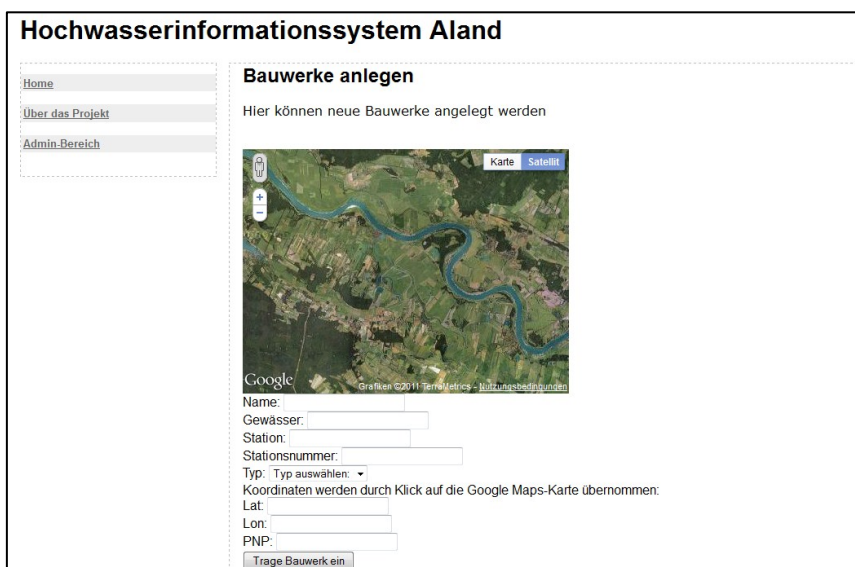 Hochwasserinformationssystem Aland
Home
Über das Projekt
Admin-Bereich
Bauwerke anlegen
Hier können neue Bauwerke angelegt werden
Karte Satellit
+
−
Google
Grafiken ©2011 TerraMetrics - Nutzungsbedingungen
Name:
Gewässer:
Station:
Stationsnummer:
Typ: Typ auswählen:
Koordinaten werden durch Klick auf die Google Maps-Karte übernommen:
Lat:
Lon:
PNP:
Trage Bauwerk ein